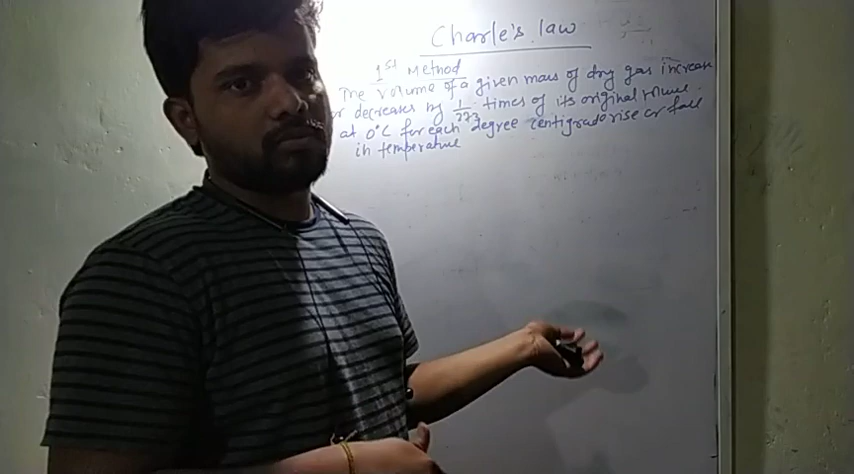 Charle's law
1st Method
The volume of a given mass of dry gas increase
or decreases by 1/273 times of its original volume
at 0°C for each degree centigrade rise or fall
in temperature